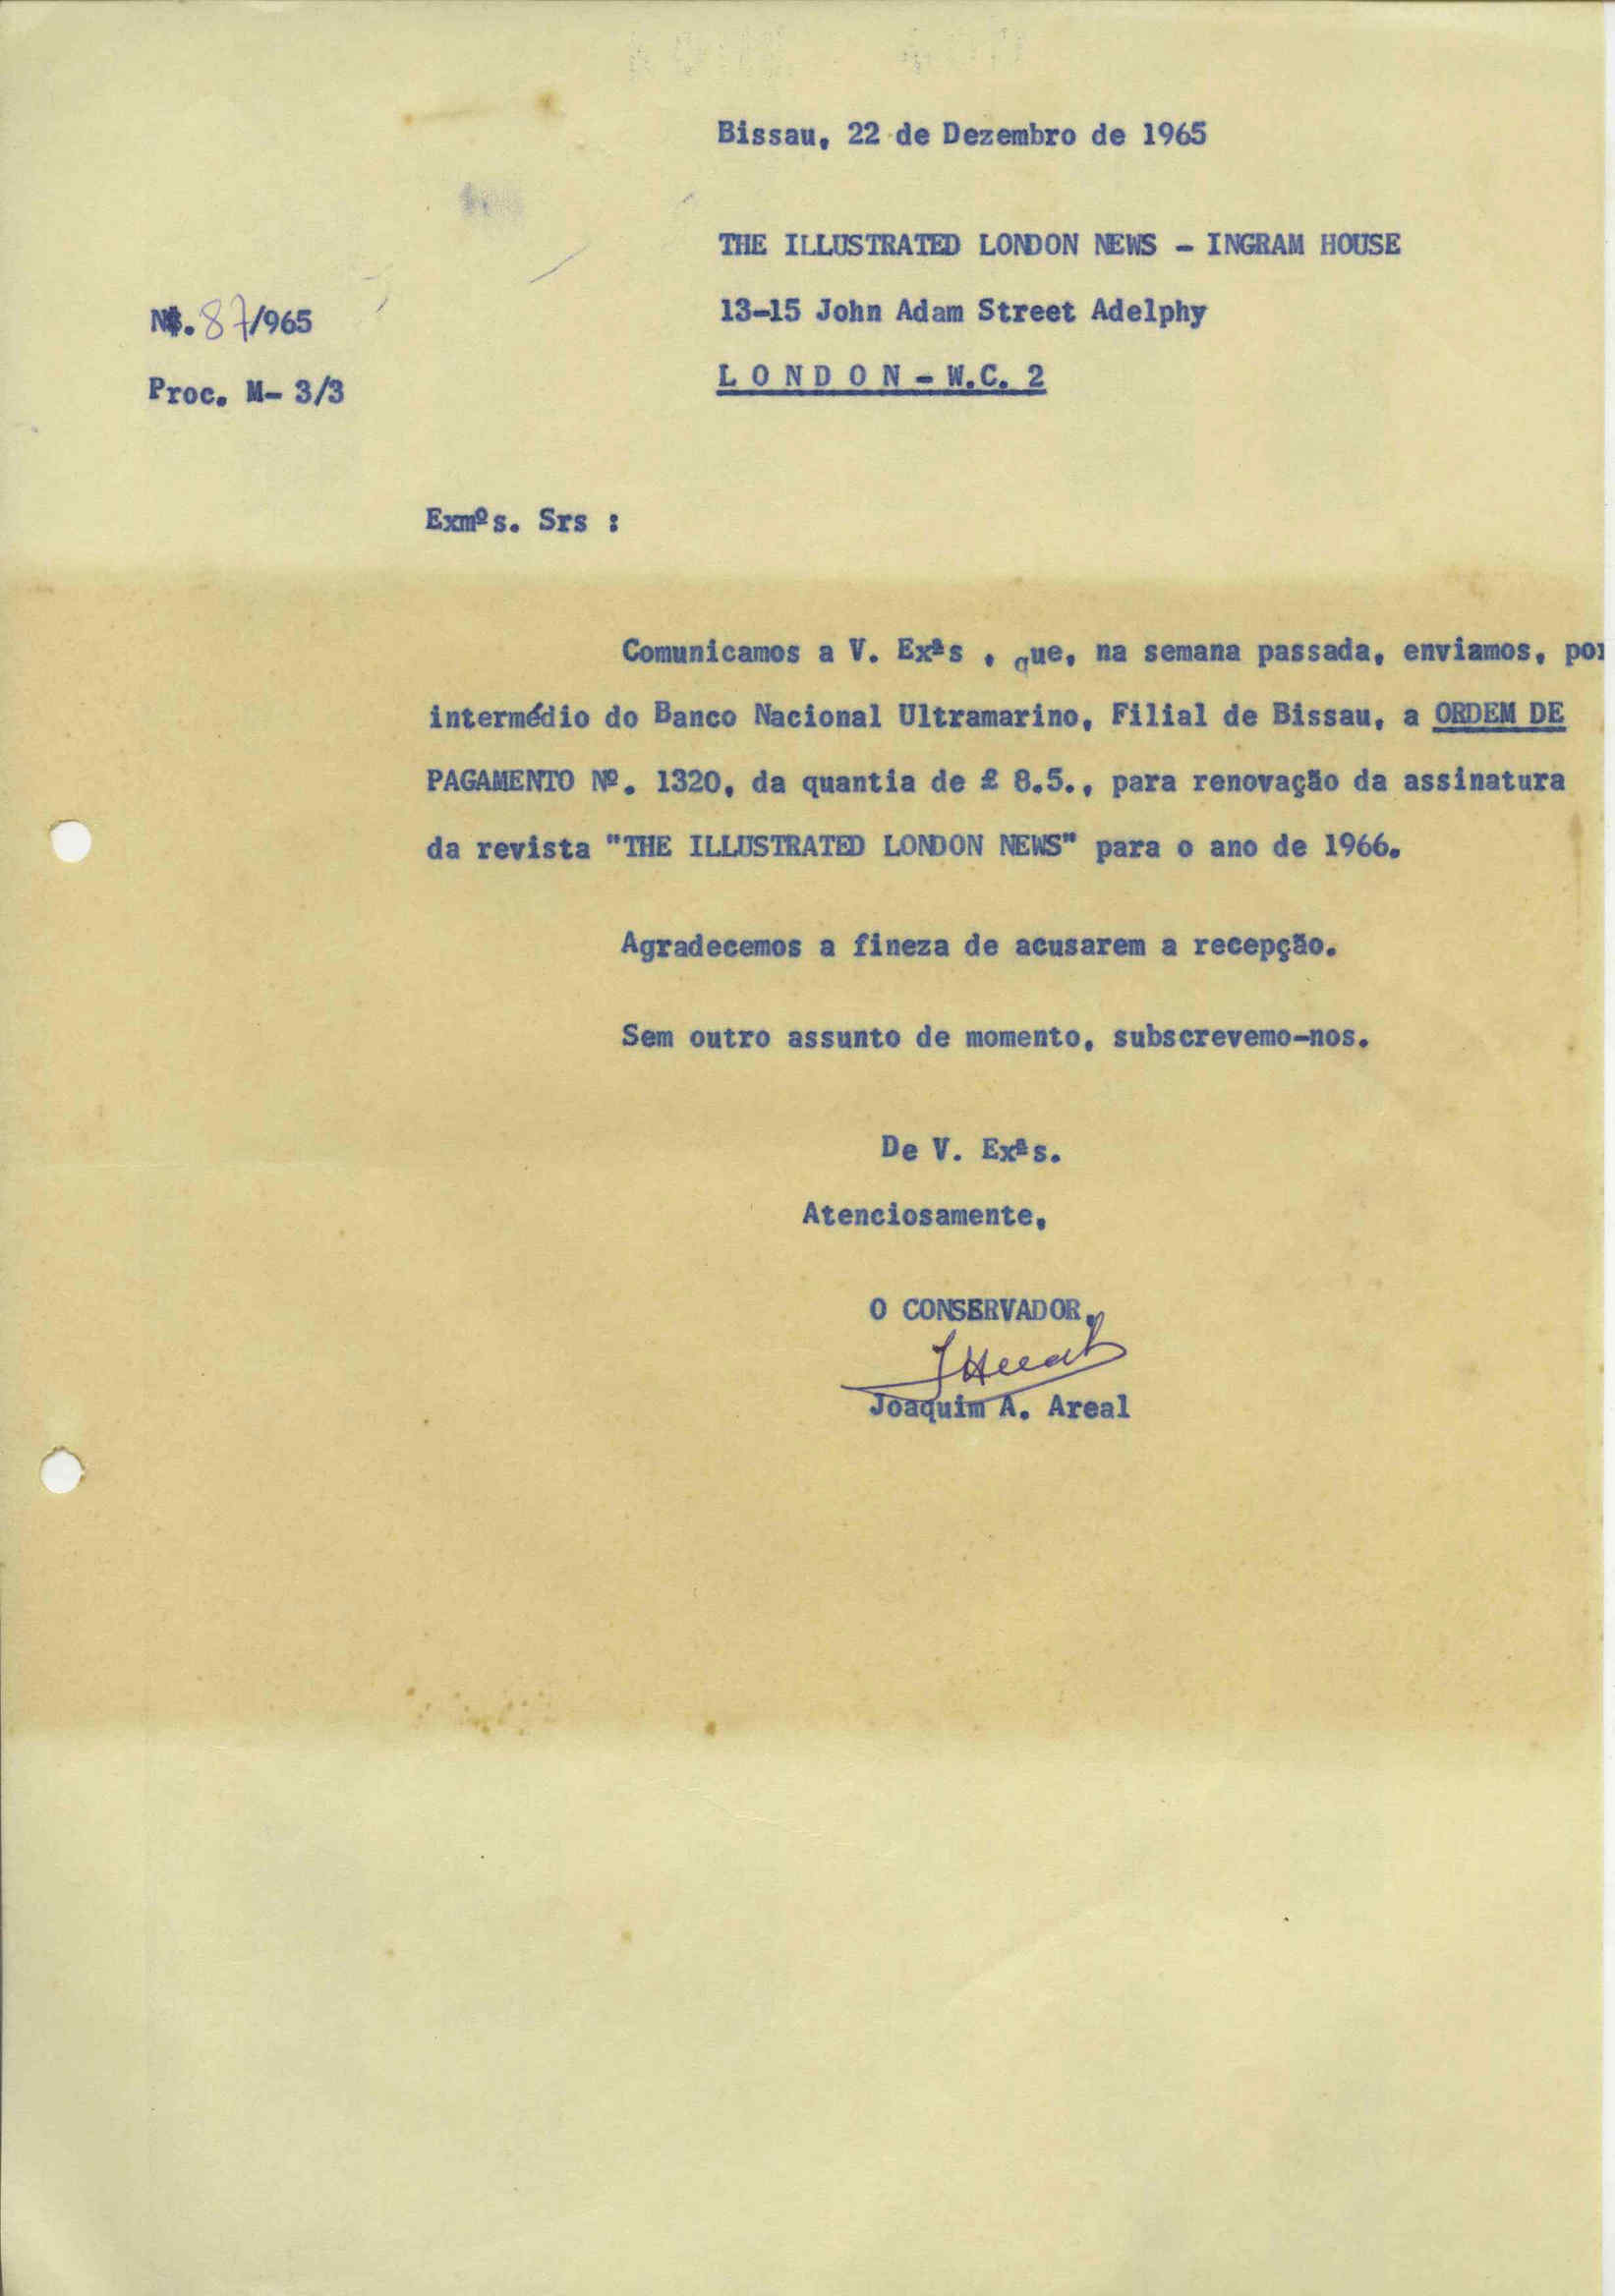 Bissau, 22 de Dezembro de 1965
THE ILLUSTRATED LONDON NEWS - INGRAM HOUSE
13-15 John Adam Street Adelphy
L O N D O N - W.C. 2
Nº. 87/965
Proc. M- 3/3
Exmºs. Srs :
Comunicamos a V. Exªs , que, na semana passada, enviamos, por
intermédio do Banco Nacional Ultramarino, Filial de Bissau, a ORDEM DE
PAGAMENTO Nº. 1320, da quantia de £ 8.5., para renovação da assinatura
da revista "THE ILLUSTRATED LONDON NEWS" para o ano de 1966.
Agradecemos a fineza de acusarem a recepção.
Sem outro assunto de momento, subscrevemo-nos.
De V. Exªs.
Atenciosamente,
O CONSERVADOR,
Joaquim A. Areal